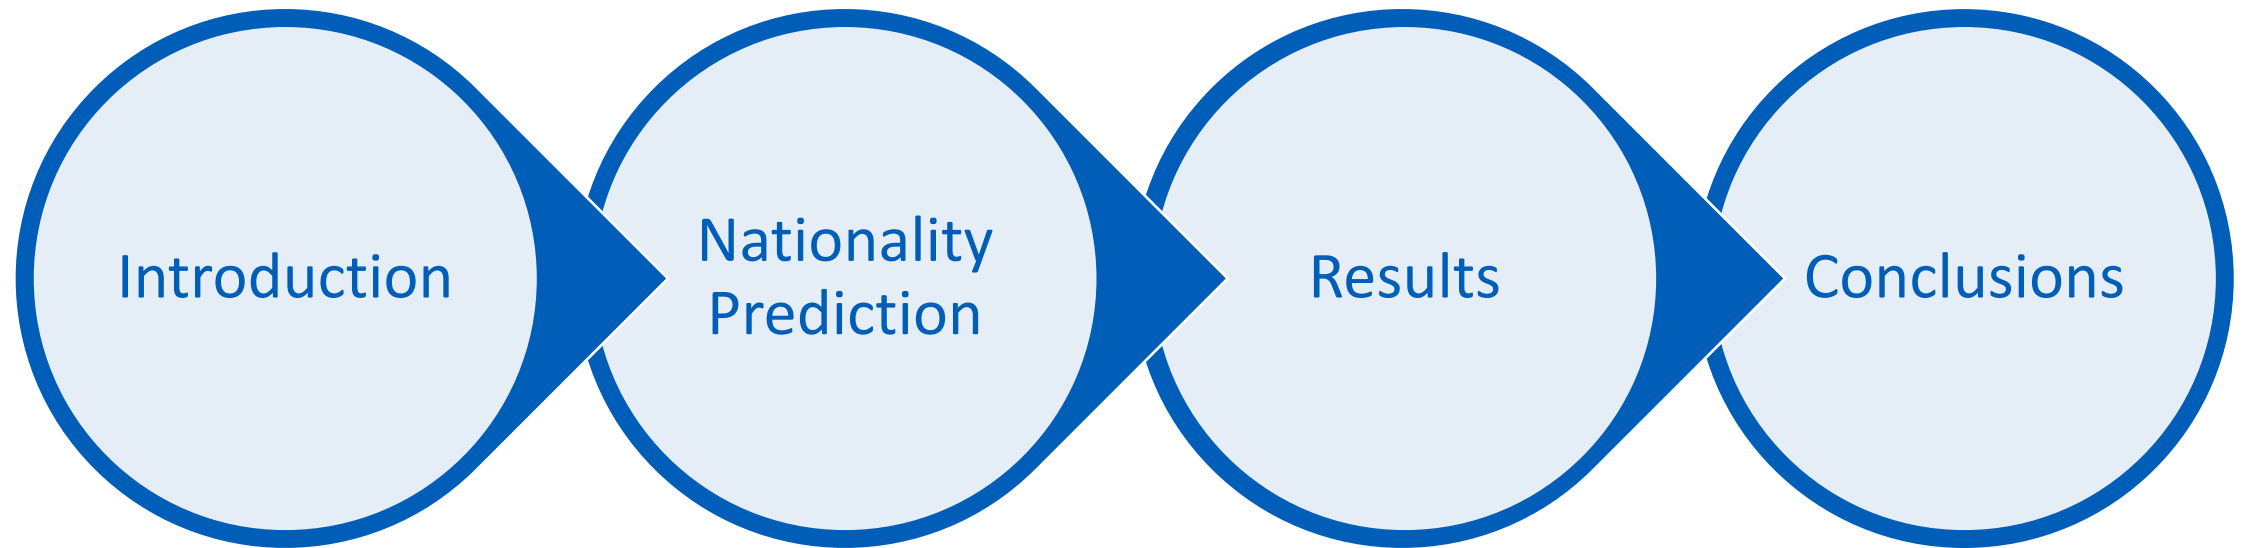 Introduction
Nationality
Prediction
Results
Conclusions